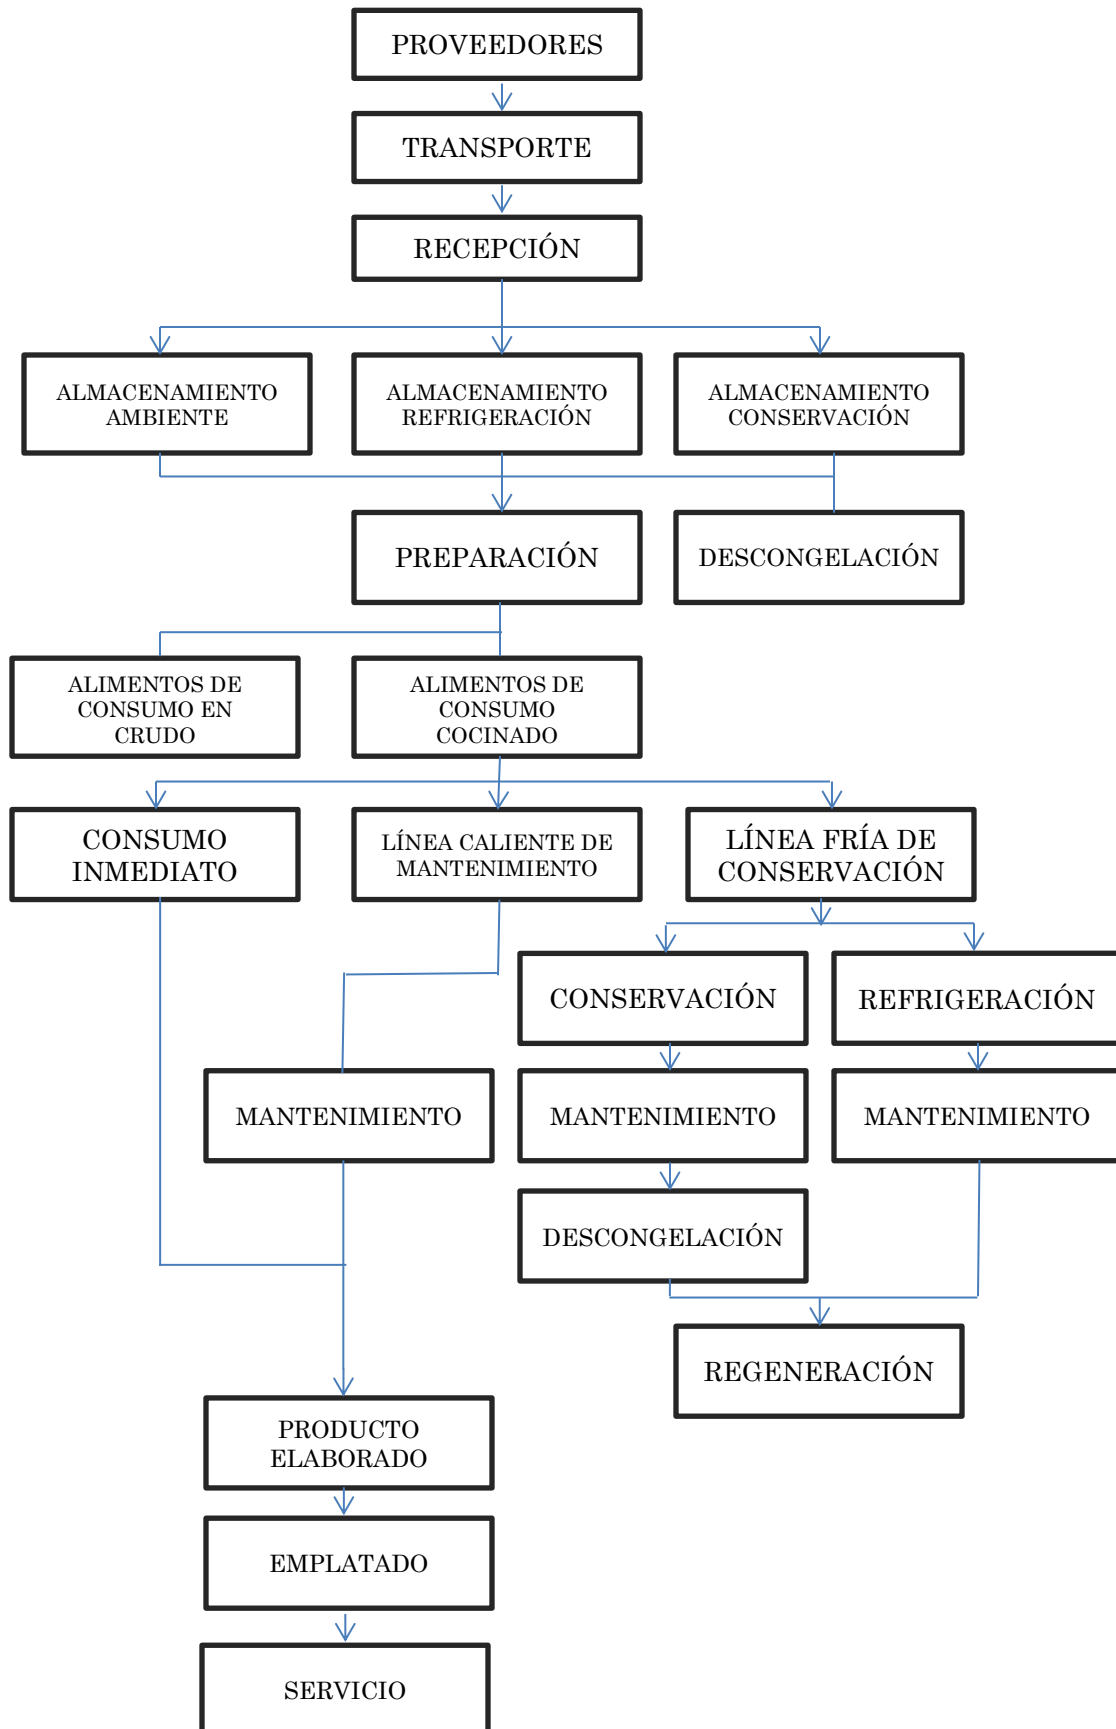 PROVEEDORES
TRANSPORTE
RECEPCIÓN
ALMACENAMIENTO
AMBIENTE
ALMACENAMIENTO
REFRIGERACIÓN
ALMACENAMIENTO
CONSERVACIÓN
PREPARACIÓN
DESCONGELACIÓN
ALIMENTOS DE
CONSUMO EN
CRUDO
ALIMENTOS DE
CONSUMO
COCINADO
CONSUMO
INMEDIATO
LÍNEA CALIENTE DE
MANTENIMIENTO
LÍNEA FRÍA DE
CONSERVACIÓN
CONSERVACIÓN
REFRIGERACIÓN
MANTENIMIENTO
MANTENIMIENTO
MANTENIMIENTO
DESCONGELACIÓN
REGENERACIÓN
PRODUCTO
ELABORADO
EMPLATADO
SERVICIO